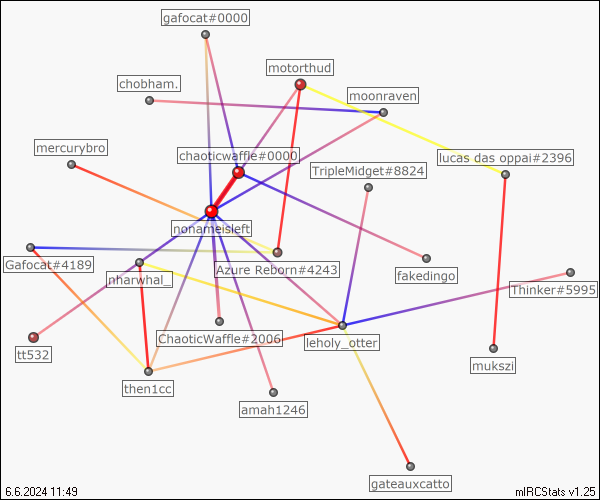 gafocat#0000
motorthud
chobham.
moonraven
mercurybro
chaoticwaffle#0000
lucas das oppai#2396
TripleMidget#8824
nonameisleft
Gafocat#4189
Azure Reborn#4243
nharwhal_
fakedingo
Thinker#5995
ChaoticWaffle#2006
leholy_otter
tt532
mukszi
then1cc
amah1246
gateauxcatto
6.6.2024 11:49
mIRCStats v1.25